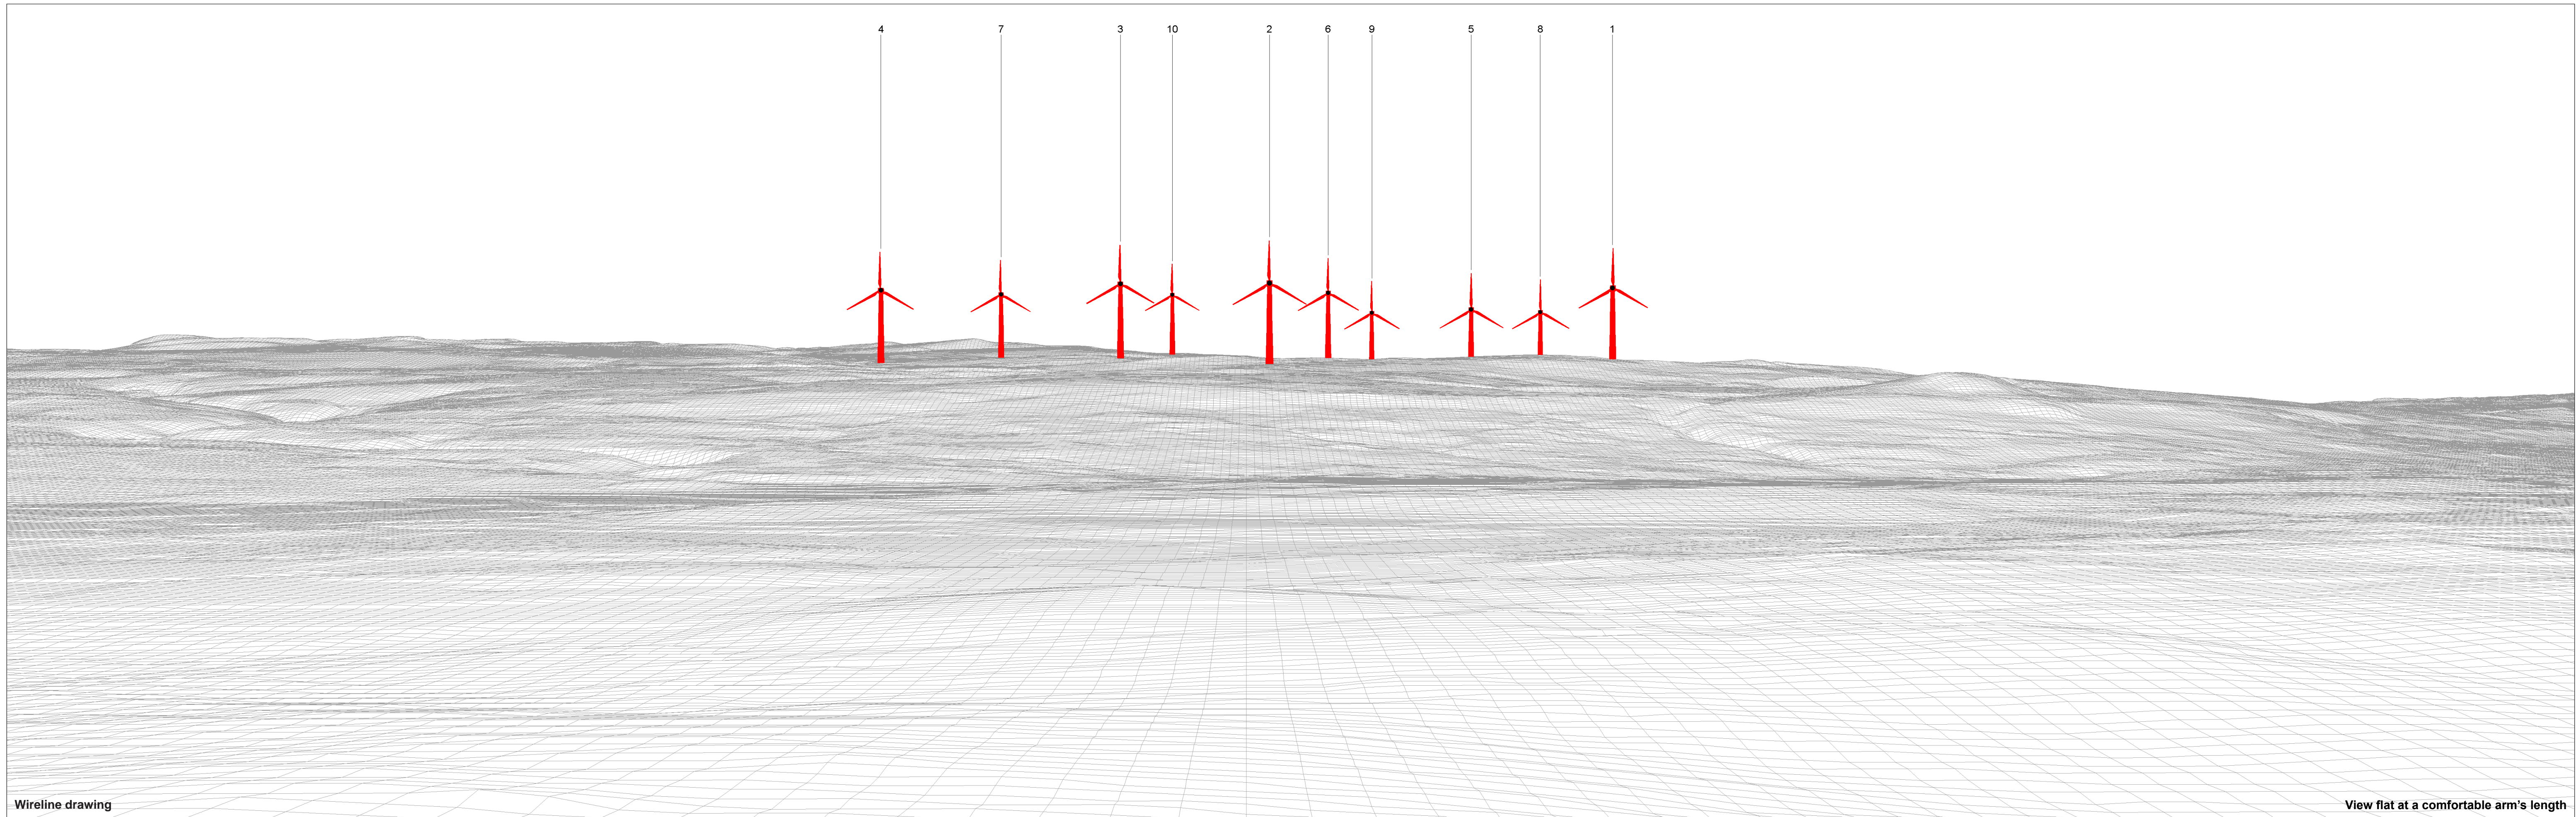 4 7 3 10 2 6 9 5 8 1
Wireline drawing
View flat at a comfortable arm's length